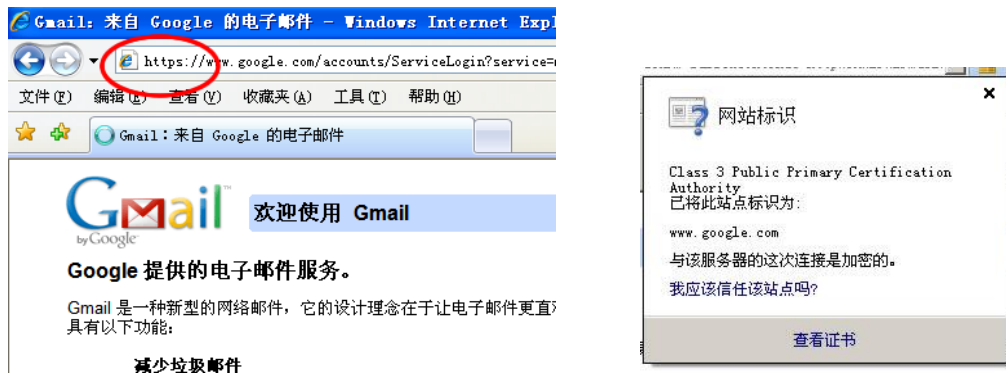 Gmail: 来自 Google 的电子邮件 - Windows Internet Expl
https://www.google.com/accounts/ServiceLogin?service=
文件(F) 编辑(E) 查看(V) 收藏夹(A) 工具(T) 帮助(H)
Gmail：来自 Google 的电子邮件
Gmail™
by Google
欢迎使用 Gmail
Google 提供的电子邮件服务。
Gmail 是一种新型的网络邮件，它的设计理念在于让电子邮件更直
具有以下功能：
减少垃圾邮件
网站标识
Class 3 Public Primary Certification
Authority
已将此站点标识为:
www.google.com
与该服务器的这次连接是加密的。
我应该信任该站点吗?
查看证书